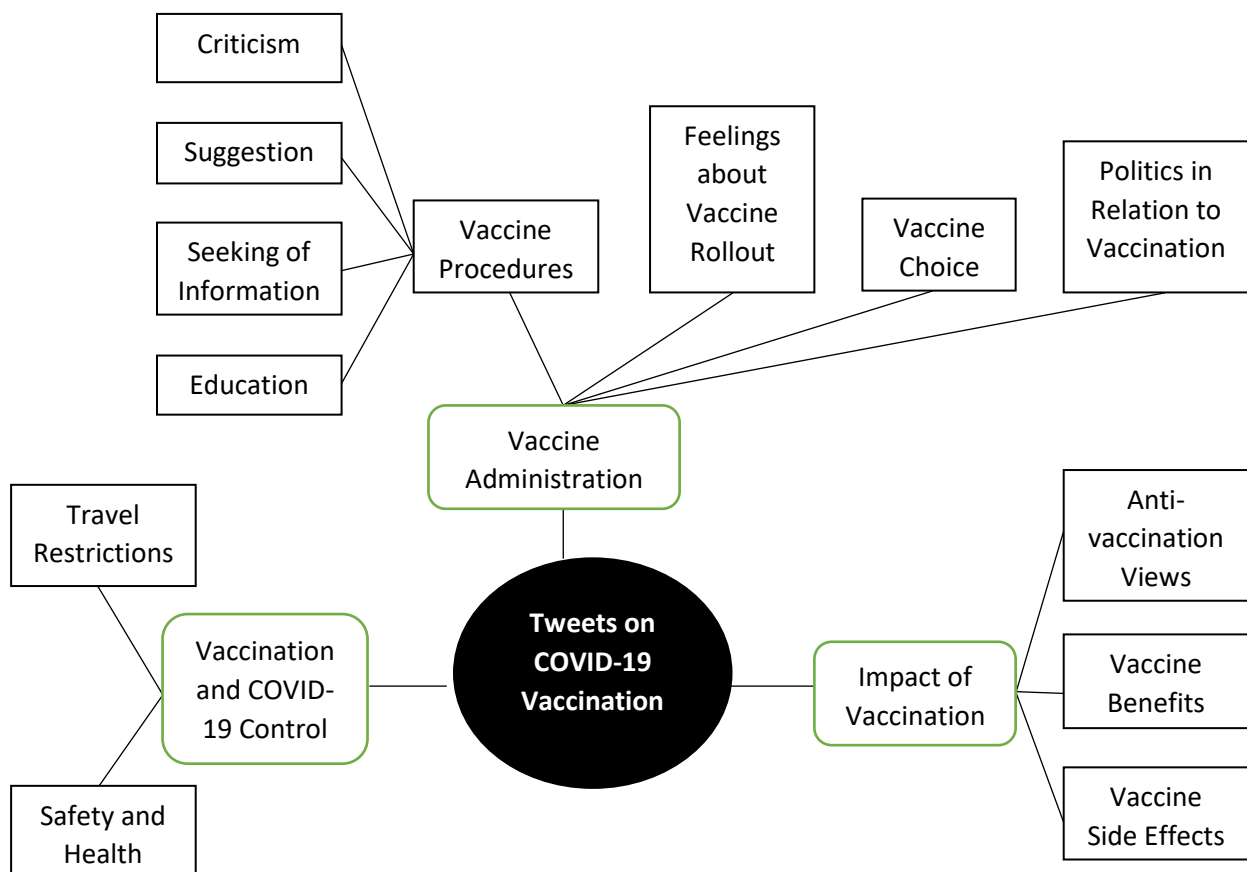 Criticism
Suggestion
Seeking of
Information
Education
Vaccine
Procedures
Feelings
about
Vaccine
Rollout
Vaccine
Choice
Politics in
Relation to
Vaccination
Vaccine
Administration
Travel
Restrictions
Vaccination
and COVID-
19 Control
Safety and
Health
Tweets on
COVID-19
Vaccination
Impact of
Vaccination
Anti-
vaccination
Views
Vaccine
Benefits
Vaccine
Side Effects